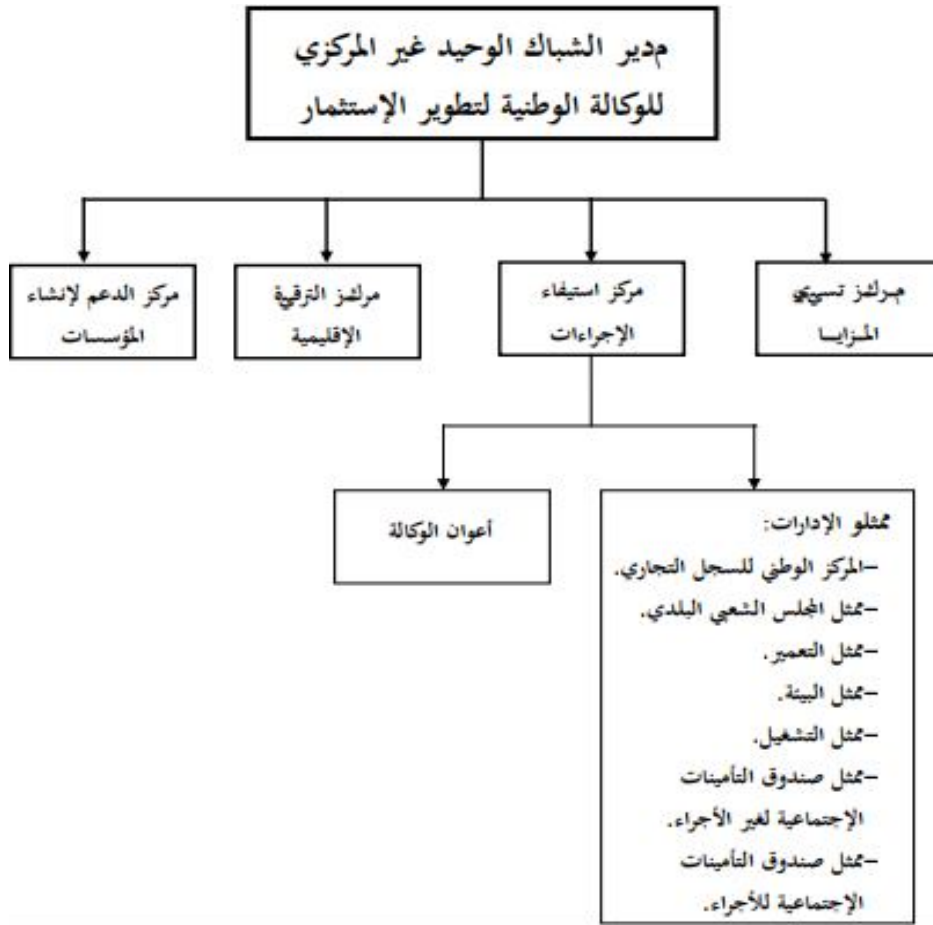 مدير الشباك الوحيد غير المركزي
للوكالة الوطنية لتطوير الإستثمار
مركز تسيير
المزايا
مركز استيفاء
الإجراءات
مركز الترقية
الإقليمية
مركز الدعم لإنشاء
المؤسسات
ممثلو الإدارات:
–المركز الوطني للسجل التجاري.
–ممثل المجلس الشعبي البلدي.
–ممثل التعمير.
–ممثل البيئة.
–ممثل التشغيل.
–ممثل صندوق التأمينات
الإجتماعية لغير الأجراء.
–ممثل صندوق التأمينات
الإجتماعية للأجراء.
أعوان الوكالة